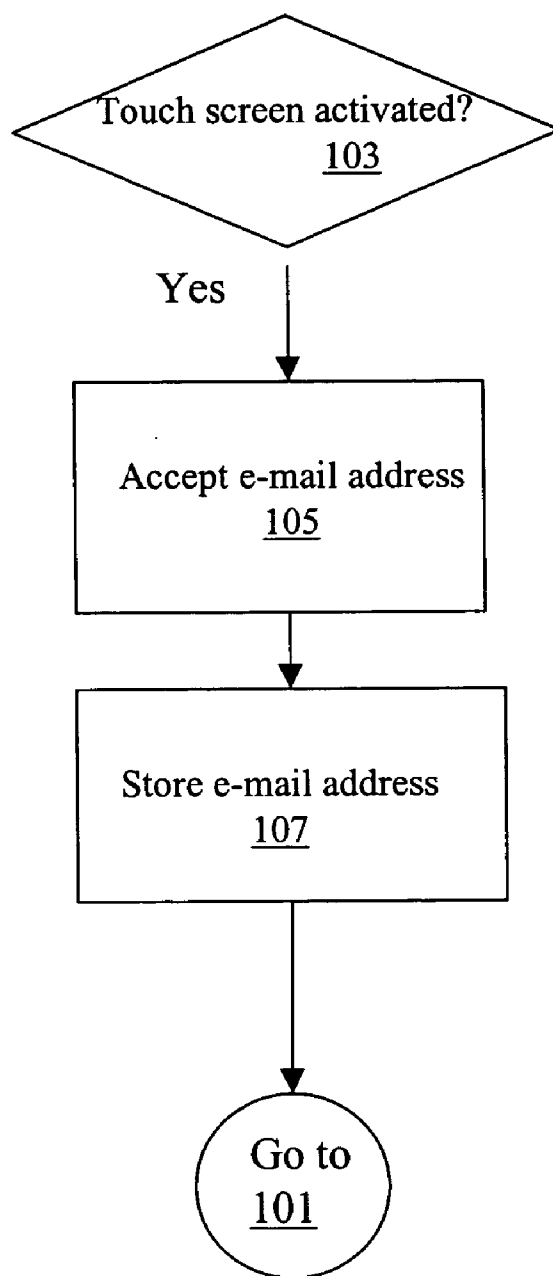 Touch screen activated?
103
Yes
Accept e-mail address
105
Store e-mail address
107
Go to
101